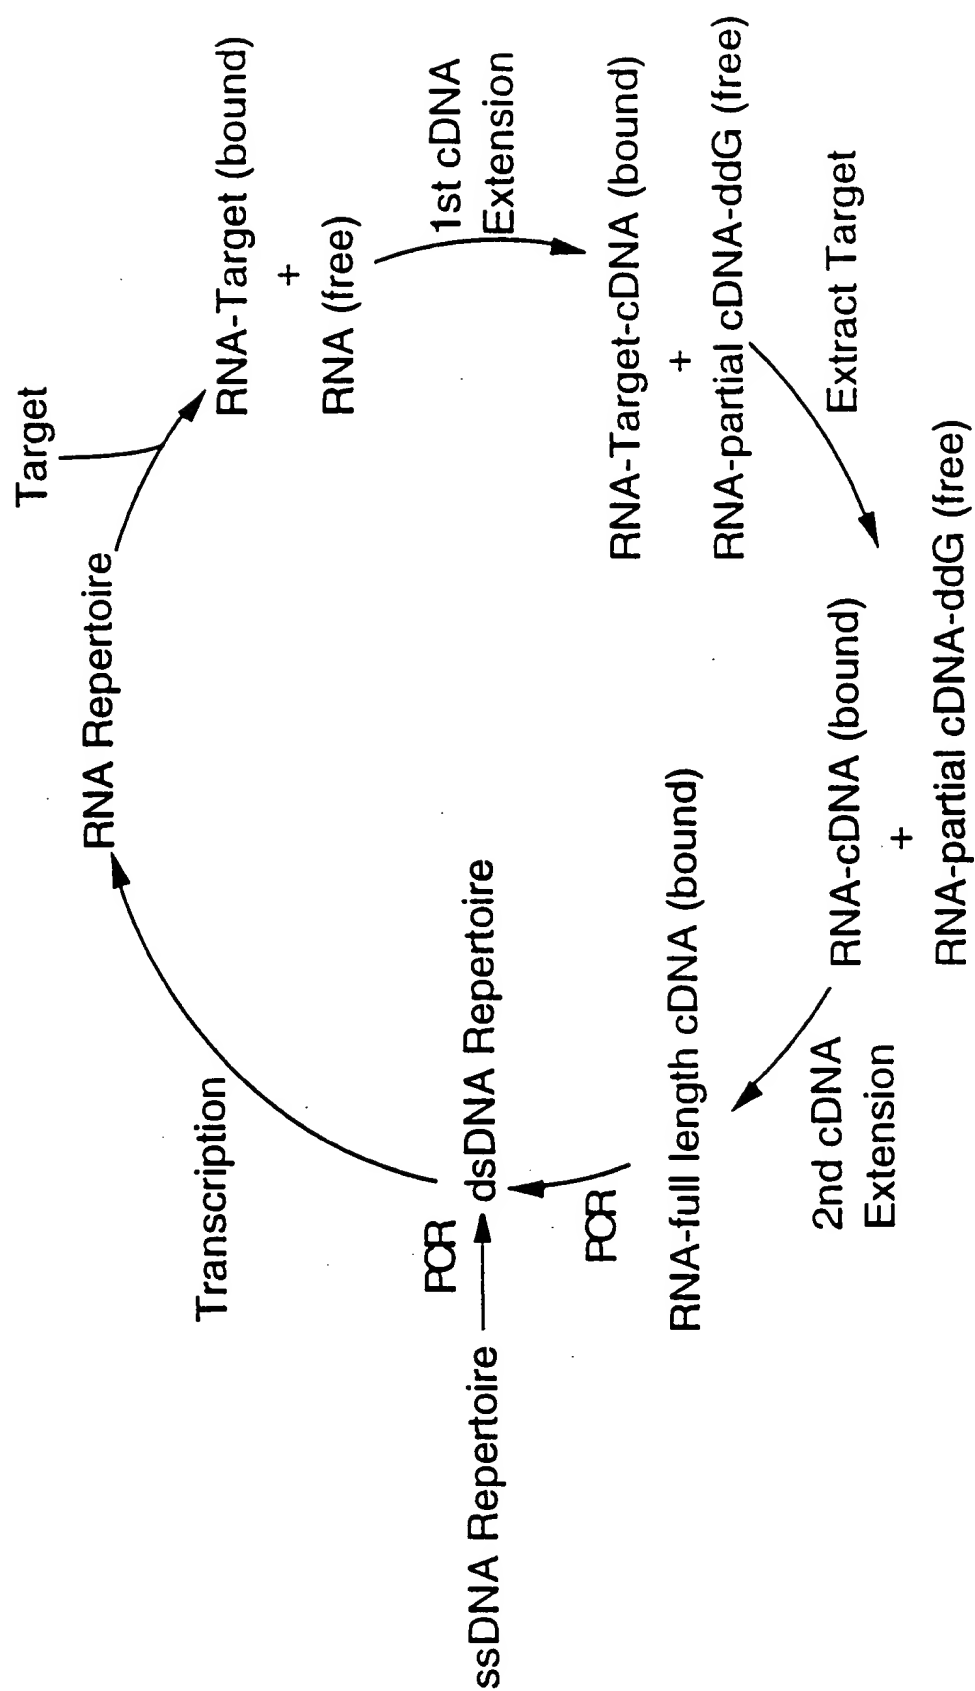 Target
RNA Repertoire
RNA-Target (bound)
+
RNA (free)
1st cDNA
Extension
RNA-Target-cDNA (bound)
+
RNA-partial cDNA-ddG (free)
Extract Target
RNA-cDNA (bound)
+
RNA-partial cDNA-ddG (free)
2nd cDNA
Extension
RNA-full length cDNA (bound)
PCR
ssDNA Repertoire
PCR
dsDNA Repertoire
Transcription